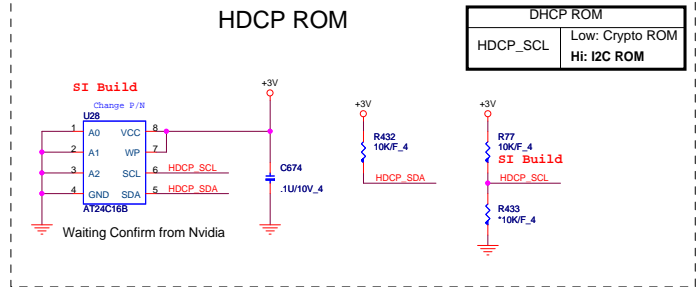 HDCP ROM
DHCP ROM
HDCP_SCL
Low: Crypto ROM
Hi: I2C ROM
SI Build
Change P/N
U28
1 A0 VCC 8
2 A1 WP 7
3 A2 SCL 6 HDCP_SCL
4 GND SDA 5 HDCP_SDA
AT24C16B
Waiting Confirm from Nvidia
+3V
C674
.1U/10V_4
+3V
R432
10K/F_4
HDCP_SDA
+3V
R77
10K/F_4
SI Build
HDCP_SCL
R433
*10K/F_4